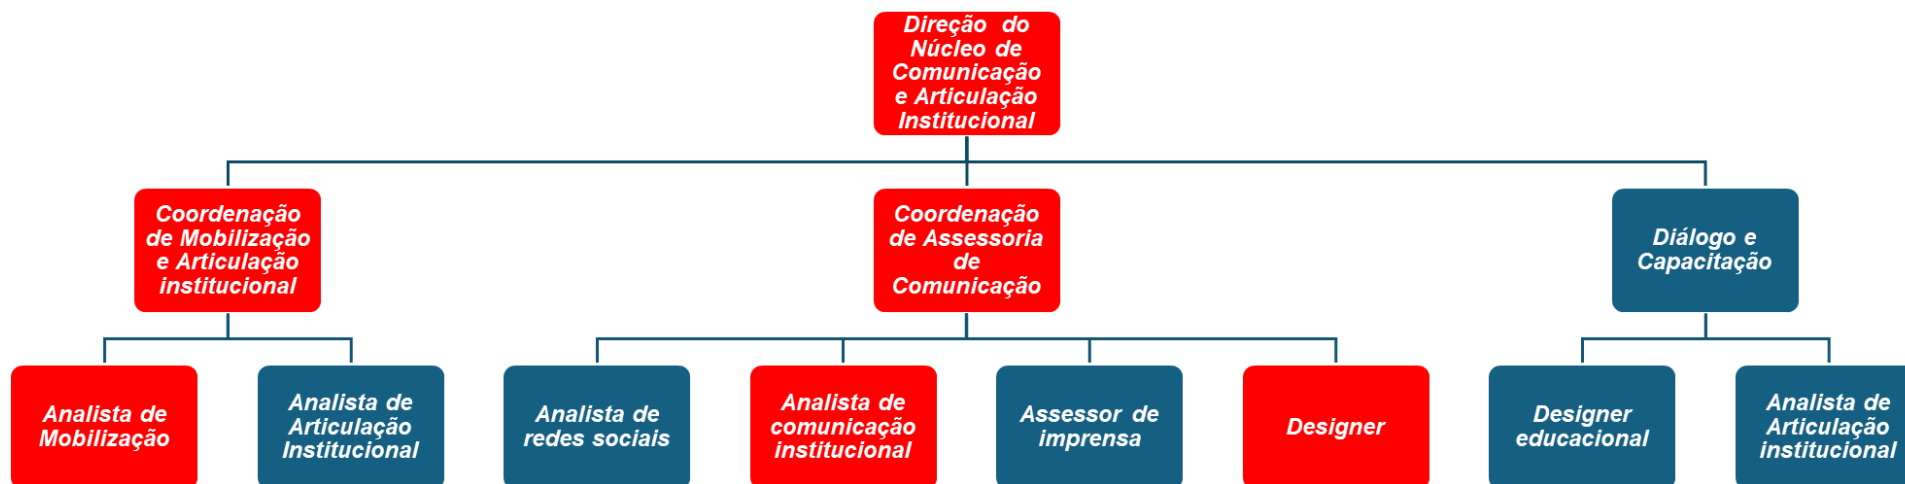 Direção do
Núcleo de
Comunicação
e Articulação
Institucional
Coordenação
de Mobilização
e Articulação
institucional
Coordenação
de Assessoria
de
Comunicação
Diálogo e
Capacitação
Analista de
Mobilização
Analista de
Articulação
Institucional
Analista de
redes sociais
Analista de
comunicação
institucional
Assessor de
imprensa
Designer
Designer
educacional
Analista de
Articulação
institucional